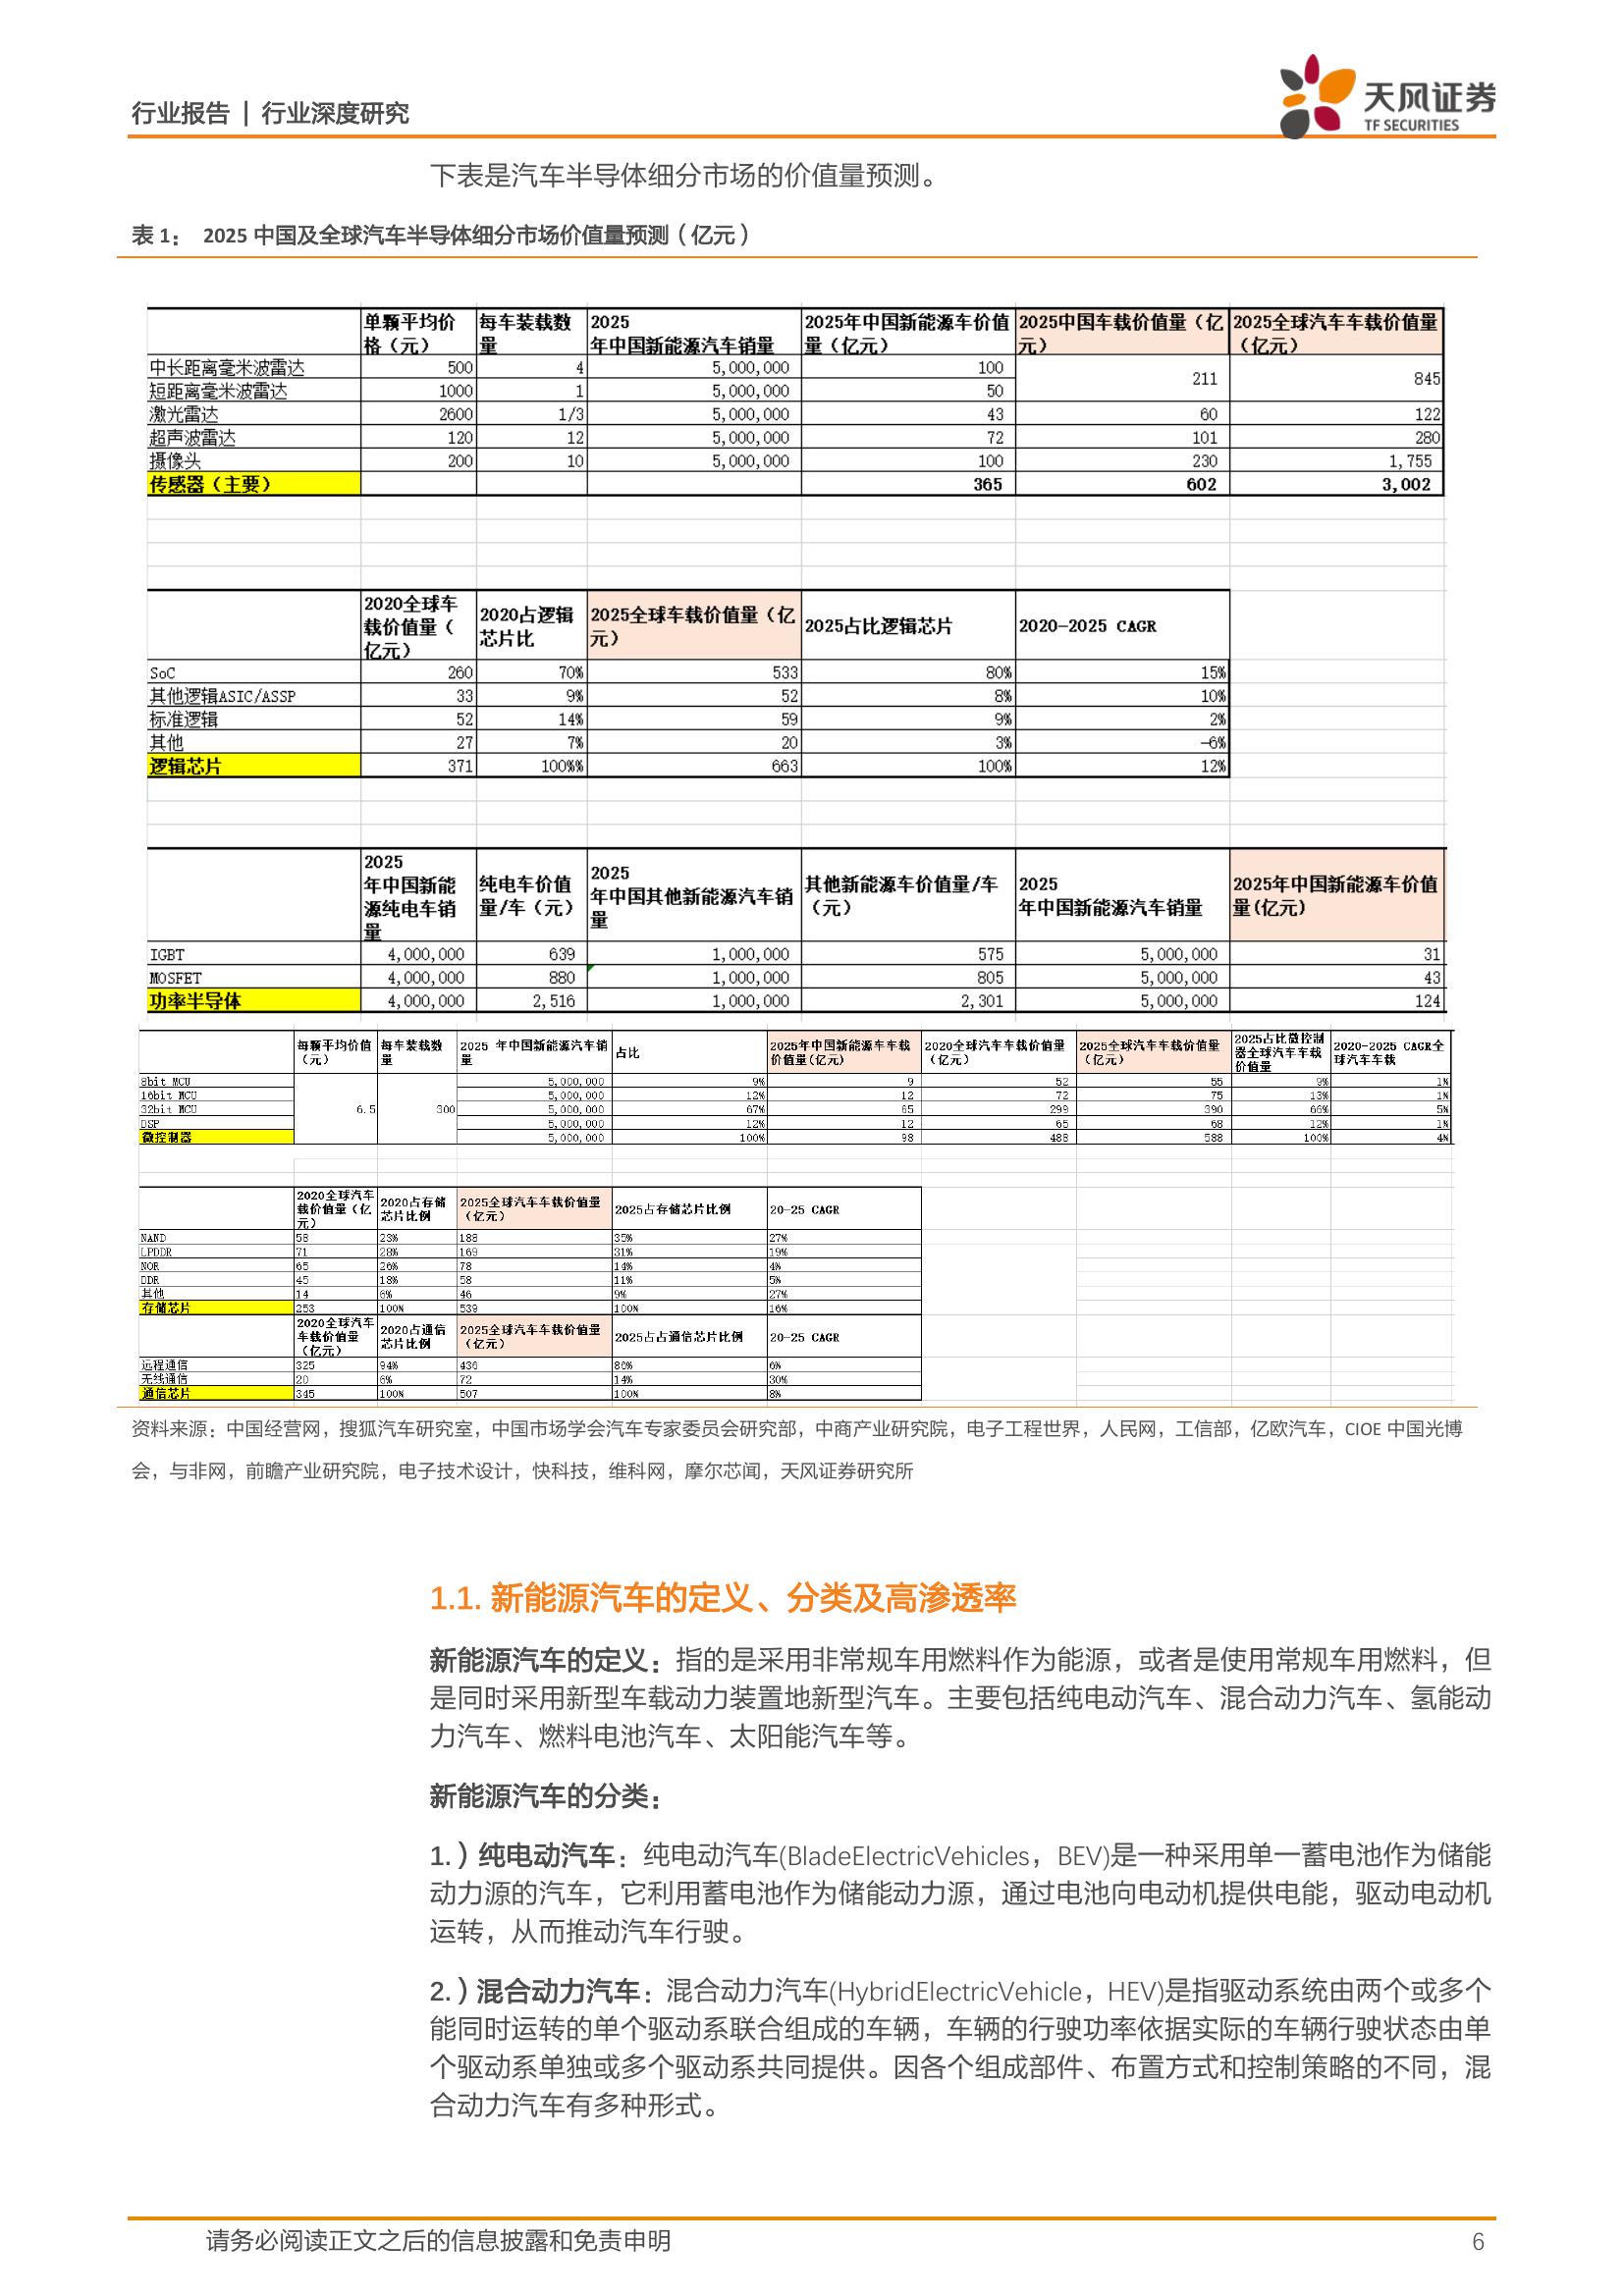 行业报告 | 行业深度研究
天风证券
TF SECURITIES
下表是汽车半导体细分市场的价值量预测。
表 1： 2025 中国及全球汽车半导体细分市场价值量预测（亿元）
单颗平均价格（元） 每车装载数量 2025年中国新能源汽车销量 2025年中国新能源车价值量（亿元） 2025中国车载价值量（亿元） 2025全球汽车车载价值量（亿元）
中长距离毫米波雷达 500 4 5,000,000 100 211 845
短距离毫米波雷达 1000 1 5,000,000 50
激光雷达 2600 1/3 5,000,000 43 60 122
超声波雷达 120 12 5,000,000 72 101 280
摄像头 200 10 5,000,000 100 230 1,755
传感器（主要） 365 602 3,002
2020全球车载价值量（亿元） 2020占逻辑芯片比 2025全球车载价值量（亿元） 2025占比逻辑芯片 2020-2025 CAGR
SoC 260 70% 533 80% 15%
其他逻辑ASIC/ASSP 33 9% 52 8% 10%
标准逻辑 52 14% 59 9% 2%
其他 27 7% 20 3% -6%
逻辑芯片 371 100%% 663 100% 12%
2025年中国新能源纯电车销量 纯电车价值量/车（元） 2025年中国其他新能源汽车销量 其他新能源车价值量/车（元） 2025年中国新能源汽车销量 2025年中国新能源车价值量(亿元)
IGBT 4,000,000 639 1,000,000 575 5,000,000 31
MOSFET 4,000,000 880 1,000,000 805 5,000,000 43
功率半导体 4,000,000 2,516 1,000,000 2,301 5,000,000 124
每颗平均价值（元） 每车装载数量 2025 年中国新能源汽车销量 占比 2025年中国新能源车车载价值量(亿元) 2020全球汽车车载价值量（亿元） 2025全球汽车车载价值量（亿元） 2025占比微控制器全球汽车车载价值量 2020-2025 CAGR全球汽车车载
8bit MCU 5,000,000 9% 9 52 55 9% 1%
16bit MCU 5,000,000 12% 12 72 75 13% 1%
32bit MCU 6.5 300 5,000,000 67% 65 299 390 66% 5%
DSP 5,000,000 12% 12 65 68 12% 1%
微控制器 5,000,000 100% 98 488 588 100% 4%
2020全球汽车载价值量（亿元） 2020占存储芯片比例 2025全球汽车车载价值量（亿元） 2025占存储芯片比例 20-25 CAGR
NAND 58 23% 188 35% 27%
LPDDR 71 28% 169 31% 19%
NOR 65 26% 78 14% 4%
DDR 45 18% 58 11% 5%
其他 14 6% 46 9% 27%
存储芯片 253 100% 539 100% 16%
2020全球汽车车载价值量（亿元） 2020占通信芯片比例 2025全球汽车车载价值量（亿元） 2025占占通信芯片比例 20-25 CAGR
远程通信 325 94% 436 86% 6%
无线通信 20 6% 72 14% 30%
通信芯片 345 100% 507 100% 8%
资料来源：中国经营网，搜狐汽车研究室，中国市场学会汽车专家委员会研究部，中商产业研究院，电子工程世界，人民网，工信部，亿欧汽车，CIOE 中国光博
会，与非网，前瞻产业研究院，电子技术设计，快科技，维科网，摩尔芯闻，天风证券研究所
1.1. 新能源汽车的定义、分类及高渗透率
新能源汽车的定义：指的是采用非常规车用燃料作为能源，或者是使用常规车用燃料，但
是同时采用新型车载动力装置地新型汽车。主要包括纯电动汽车、混合动力汽车、氢能动
力汽车、燃料电池汽车、太阳能汽车等。
新能源汽车的分类：
1.）纯电动汽车：纯电动汽车(BladeElectricVehicles，BEV)是一种采用单一蓄电池作为储能
动力源的汽车，它利用蓄电池作为储能动力源，通过电池向电动机提供电能，驱动电动机
运转，从而推动汽车行驶。
2.）混合动力汽车：混合动力汽车(HybridElectricVehicle，HEV)是指驱动系统由两个或多个
能同时运转的单个驱动系联合组成的车辆，车辆的行驶功率依据实际的车辆行驶状态由单
个驱动系单独或多个驱动系共同提供。因各个组成部件、布置方式和控制策略的不同，混
合动力汽车有多种形式。
请务必阅读正文之后的信息披露和免责申明 6